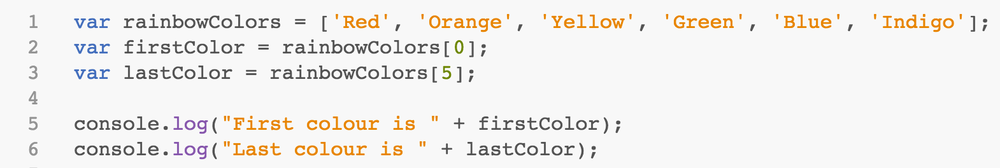 1 var rainbowColors = ['Red', 'Orange', 'Yellow', 'Green', 'Blue', 'Indigo'];
2 var firstColor = rainbowColors[0];
3 var lastColor = rainbowColors[5];
4
5 console.log("First colour is " + firstColor);
6 console.log("Last colour is " + lastColor);